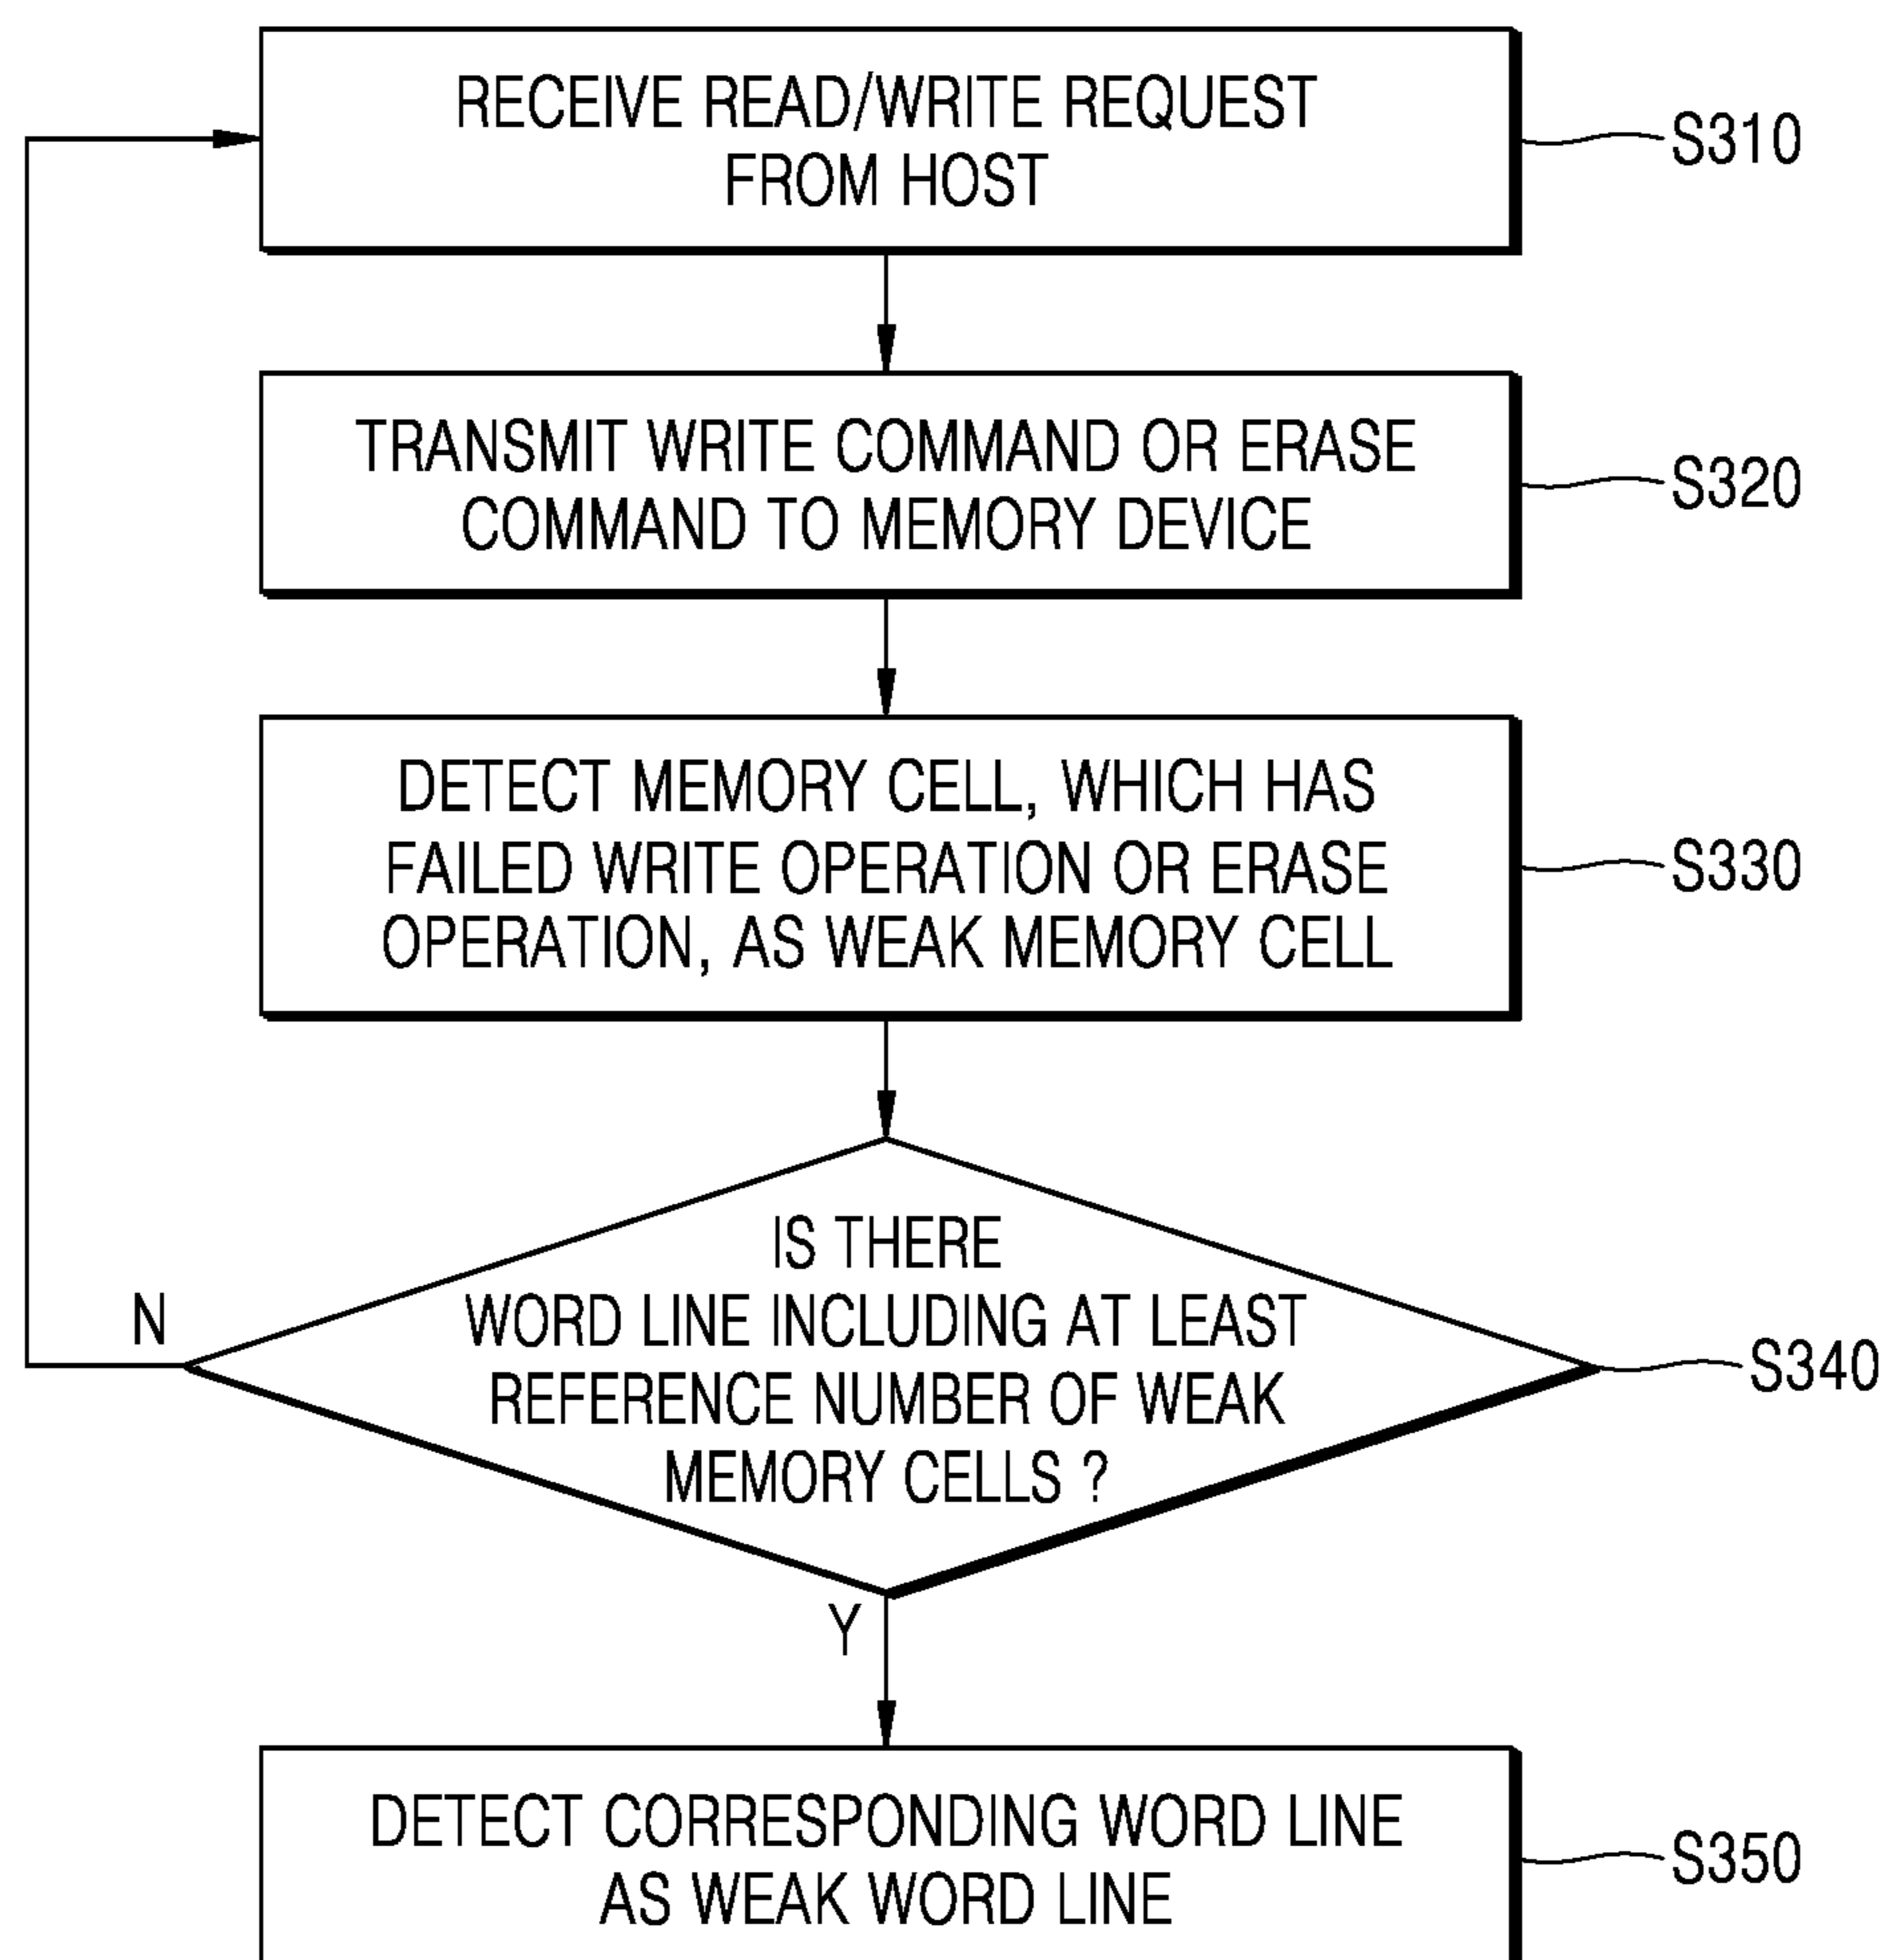 RECEIVE READ/WRITE REQUEST
FROM HOST
S310
TRANSMIT WRITE COMMAND OR ERASE
COMMAND TO MEMORY DEVICE
S320
DETECT MEMORY CELL, WHICH HAS
FAILED WRITE OPERATION OR ERASE
OPERATION, AS WEAK MEMORY CELL
S330
IS THERE
WORD LINE INCLUDING AT LEAST
REFERENCE NUMBER OF WEAK
MEMORY CELLS ?
S340
N
Y
DETECT CORRESPONDING WORD LINE
AS WEAK WORD LINE
S350